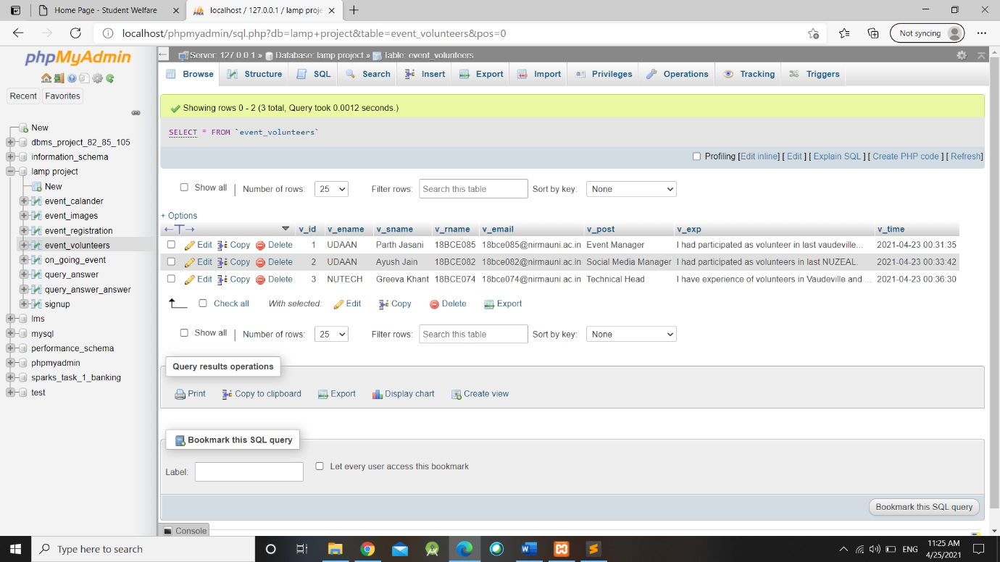 Home Page - Student Welfare
localhost / 127.0.0.1 / lamp proje
localhost/phpmyadmin/sql.php?db=lamp+project&table=event_volunteers&pos=0
Not syncing
phpMyAdmin
Recent Favorites
New
dbms_project_82_85_105
information_schema
lamp project
New
event_calander
event_images
event_registration
event_volunteers
on_going_event
query_answer
query_answer_answer
signup
lms
mysql
performance_schema
phpmyadmin
sparks_task_1_banking
test
Server: 127.0.0.1 » Database: lamp project » Table: event_volunteers
Browse Structure SQL Search Insert Export Import Privileges Operations Tracking Triggers
Showing rows 0 - 2 (3 total, Query took 0.0012 seconds.)
SELECT * FROM `event_volunteers`
Profiling [Edit inline] [ Edit ] [ Explain SQL ] [ Create PHP code ] [ Refresh]
Show all | Number of rows: 25 Filter rows: Search this table Sort by key: None
+ Options
←T→ v_id v_ename v_sname v_rname v_email v_post v_exp v_time
Edit Copy Delete 1 UDAAN Parth Jasani 18BCE085 18bce085@nirmauni.ac.in Event Manager I had participated as volunteer in last vaudeville... 2021-04-23 00:31:35
Edit Copy Delete 2 UDAAN Ayush Jain 18BCE082 18bce082@nirmauni.ac.in Social Media Manager I had participated as volunteers in last NUZEAL. 2021-04-23 00:33:42
Edit Copy Delete 3 NUTECH Greeva Khant 18BCE074 18bce074@nirmauni.ac.in Technical Head I have experience of volunteers in Vaudeville and ... 2021-04-23 00:36:30
Check all With selected: Edit Copy Delete Export
Show all | Number of rows: 25 Filter rows: Search this table Sort by key: None
Query results operations
Print Copy to clipboard Export Display chart Create view
Bookmark this SQL query
Label: Let every user access this bookmark
Bookmark this SQL query
Console
Type here to search
ENG
11:25 AM
4/25/2021